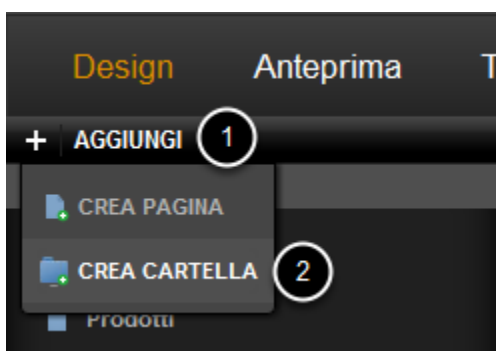 Design Anteprima T
+ AGGIUNGI 1
CREA PAGINA
CREA CARTELLA 2
Prodotti